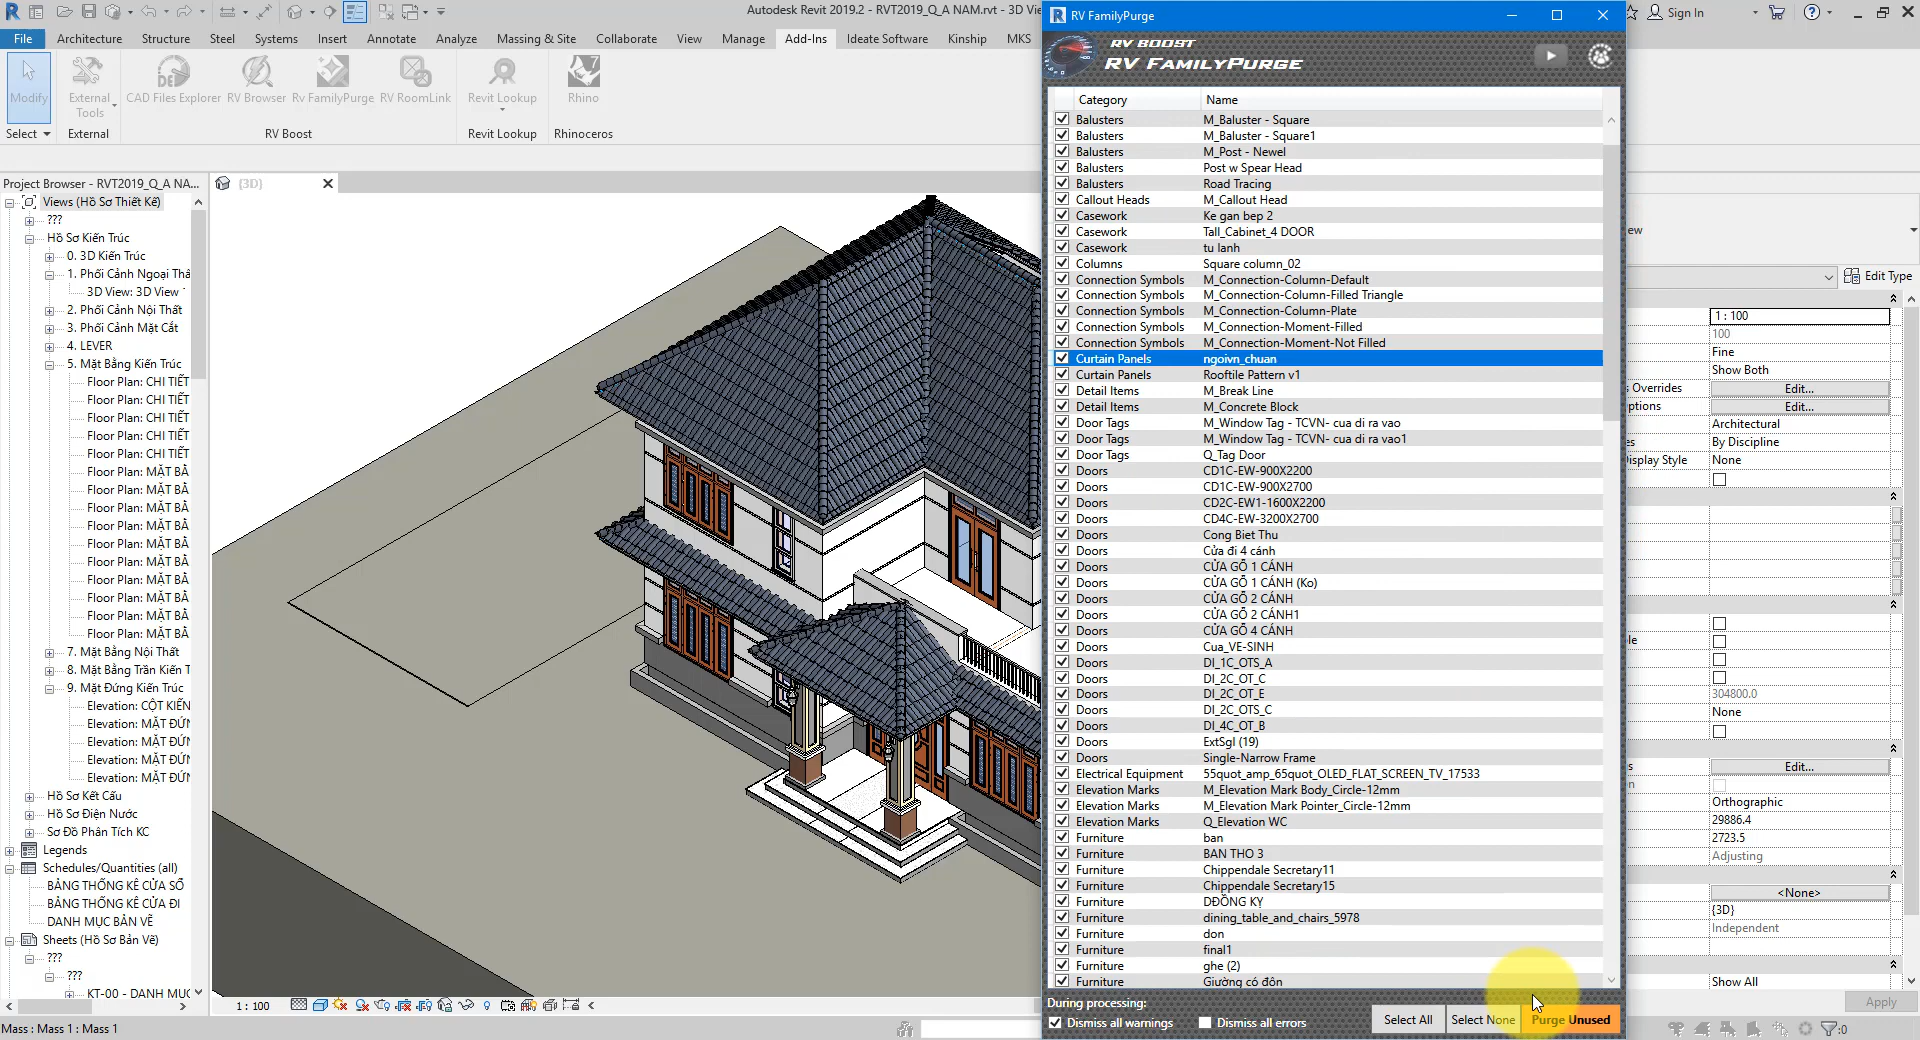 Autodesk Revit 2019.2 - RVT2019_Q_A NAM.rvt - 3D Vi
Sign In
File Architecture Structure Steel Systems Insert Annotate Analyze Massing & Site Collaborate View Manage Add-Ins Ideate Software Kinship MKS
Modify External Tools CAD Files Explorer RV Browser Rv FamilyPurge RV RoomLink Revit Lookup Rhino
Select External RV Boost Revit Lookup Rhinoceros
Project Browser - RVT2019_Q_A NA...
{3D}
Views (Hồ Sơ Thiết Kế)
???
Hồ Sơ Kiến Trúc
0. 3D Kiến Trúc
1. Phối Cảnh Ngoại Thấ
3D View: 3D View
2. Phối Cảnh Nội Thất
3. Phối Cảnh Mặt Cắt
4. LEVER
5. Mặt Bằng Kiến Trúc
Floor Plan: CHI TIẾT
Floor Plan: CHI TIẾT
Floor Plan: CHI TIẾT
Floor Plan: CHI TIẾT
Floor Plan: CHI TIẾT
Floor Plan: MẶT BẰ
Floor Plan: MẶT BẰ
Floor Plan: MẶT BẰ
Floor Plan: MẶT BẰ
Floor Plan: MẶT BẰ
Floor Plan: MẶT BẰ
Floor Plan: MẶT BẰ
Floor Plan: MẶT BẰ
Floor Plan: MẶT BẰ
Floor Plan: MẶT BẰ
7. Mặt Bằng Nội Thất
8. Mặt Bằng Trần Kiến T
9. Mặt Đứng Kiến Trúc
Elevation: CỘT KIẾN
Elevation: MẶT ĐỨN
Elevation: MẶT ĐỨN
Elevation: MẶT ĐỨN
Elevation: MẶT ĐỨN
Hồ Sơ Kết Cấu
Hồ Sơ Điện Nước
Sơ Đồ Phân Tích KC
Legends
Schedules/Quantities (all)
BẢNG THỐNG KÊ CỬA SỔ
BẢNG THỐNG KÊ CỬA ĐI
DANH MỤC BẢN VẼ
Sheets (Hồ Sơ Bản Vẽ)
???
???
KT-00 - DANH MỤC
1 : 100
Mass : Mass 1 : Mass 1
RV FamilyPurge
RV BOOST
RV FAMILYPURGE
Category Name
Balusters M_Baluster - Square
Balusters M_Baluster - Square1
Balusters M_Post - Newel
Balusters Post w Spear Head
Balusters Road Tracing
Callout Heads M_Callout Head
Casework Ke gan bep 2
Casework Tall_Cabinet_4 DOOR
Casework tu lanh
Columns Square column_02
Connection Symbols M_Connection-Column-Default
Connection Symbols M_Connection-Column-Filled Triangle
Connection Symbols M_Connection-Column-Plate
Connection Symbols M_Connection-Moment-Filled
Connection Symbols M_Connection-Moment-Not Filled
Curtain Panels ngoivn_chuan
Curtain Panels Rooftile Pattern v1
Detail Items M_Break Line
Detail Items M_Concrete Block
Door Tags M_Window Tag - TCVN- cua di ra vao
Door Tags M_Window Tag - TCVN- cua di ra vao1
Door Tags Q_Tag Door
Doors CD1C-EW-900X2200
Doors CD1C-EW-900X2700
Doors CD2C-EW1-1600X2200
Doors CD4C-EW-3200X2700
Doors Cong Biet Thu
Doors Cửa đi 4 cánh
Doors CỬA GỖ 1 CÁNH
Doors CỬA GỖ 1 CÁNH (Ko)
Doors CỬA GỖ 2 CÁNH
Doors CỬA GỖ 2 CÁNH1
Doors CỬA GỖ 4 CÁNH
Doors Cua_VE-SINH
Doors DI_1C_OTS_A
Doors DI_2C_OT_C
Doors DI_2C_OT_E
Doors DI_2C_OTS_C
Doors DI_4C_OT_B
Doors ExtSgl (19)
Doors Single-Narrow Frame
Electrical Equipment 55quot_amp_65quot_OLED_FLAT_SCREEN_TV_17533
Elevation Marks M_Elevation Mark Body_Circle-12mm
Elevation Marks M_Elevation Mark Pointer_Circle-12mm
Elevation Marks Q_Elevation WC
Furniture ban
Furniture BAN THO 3
Furniture Chippendale Secretary11
Furniture Chippendale Secretary15
Furniture DĐỒNG KỴ
Furniture dining_table_and_chairs_5978
Furniture don
Furniture final1
Furniture ghe (2)
Furniture Giường có đôn
During processing:
Dismiss all warnings Dismiss all errors
Select All Select None Purge Unused
ew
Edit Type
1 : 100
100
Fine
Show Both
s Overrides Edit...
ptions Edit...
Architectural
es By Discipline
Display Style None
le
304800.0
None
s Edit...
n
Orthographic
29886.4
2723.5
Adjusting
<None>
{3D}
Independent
Show All
Apply
:0